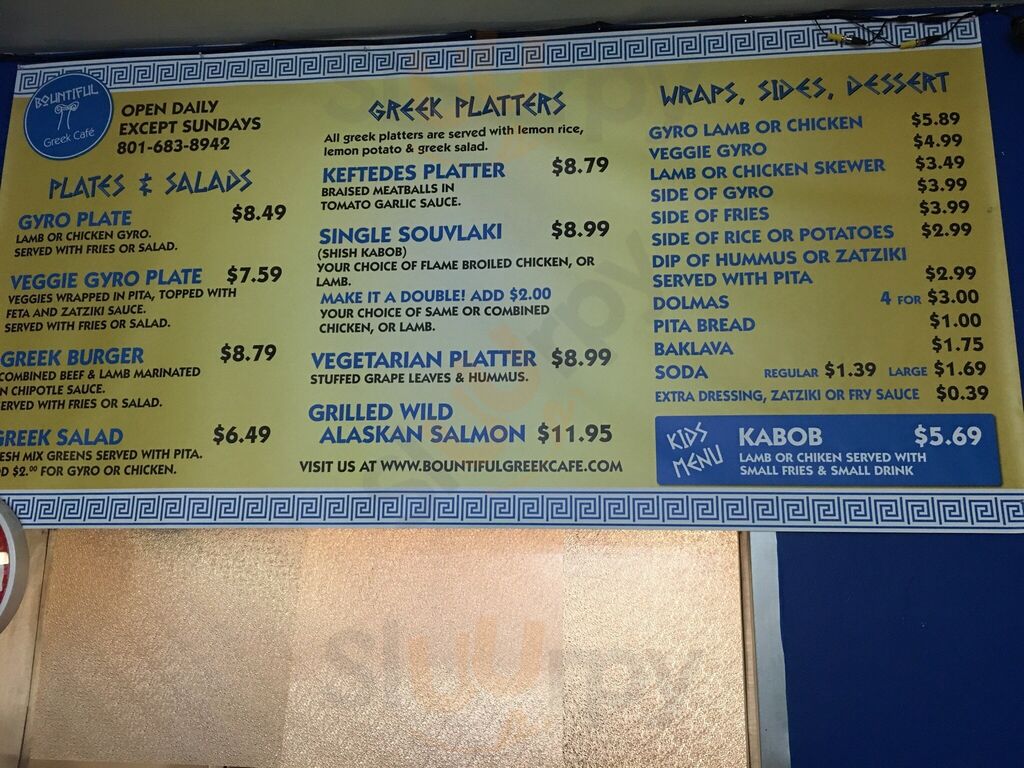 BOUNTIFUL
Greek Café
OPEN DAILY
EXCEPT SUNDAYS
801-683-8942
PLATES & SALADS
GYRO PLATE $8.49
LAMB OR CHICKEN GYRO.
SERVED WITH FRIES OR SALAD.
VEGGIE GYRO PLATE $7.59
VEGGIES WRAPPED IN PITA, TOPPED WITH
FETA AND ZATZIKI SAUCE.
SERVED WITH FRIES OR SALAD.
GREEK BURGER $8.79
COMBINED BEEF & LAMB MARINATED
N CHIPOTLE SAUCE.
ERVED WITH FRIES OR SALAD.
GREEK SALAD $6.49
ESH MIX GREENS SERVED WITH PITA.
D $2.00 FOR GYRO OR CHICKEN.
GREEK PLATTERS
All greek platters are served with lemon rice,
lemon potato & greek salad.
KEFTEDES PLATTER $8.79
BRAISED MEATBALLS IN
TOMATO GARLIC SAUCE.
SINGLE SOUVLAKI $8.99
(SHISH KABOB)
YOUR CHOICE OF FLAME BROILED CHICKEN, OR
LAMB.
MAKE IT A DOUBLE! ADD $2.00
YOUR CHOICE OF SAME OR COMBINED
CHICKEN, OR LAMB.
VEGETARIAN PLATTER $8.99
STUFFED GRAPE LEAVES & HUMMUS.
GRILLED WILD
ALASKAN SALMON $11.95
VISIT US AT WWW.BOUNTIFULGREEKCAFE.COM
WRAPS, SIDES, DESSERT
GYRO LAMB OR CHICKEN $5.89
VEGGIE GYRO $4.99
LAMB OR CHICKEN SKEWER $3.49
SIDE OF GYRO $3.99
SIDE OF FRIES $3.99
SIDE OF RICE OR POTATOES $2.99
DIP OF HUMMUS OR ZATZIKI
SERVED WITH PITA $2.99
DOLMAS 4 FOR $3.00
PITA BREAD $1.00
BAKLAVA $1.75
SODA REGULAR $1.39 LARGE $1.69
EXTRA DRESSING, ZATZIKI OR FRY SAUCE $0.39
KIDS
MENU
KABOB $5.69
LAMB OR CHIKEN SERVED WITH
SMALL FRIES & SMALL DRINK
Sluurpy
Sluurpy